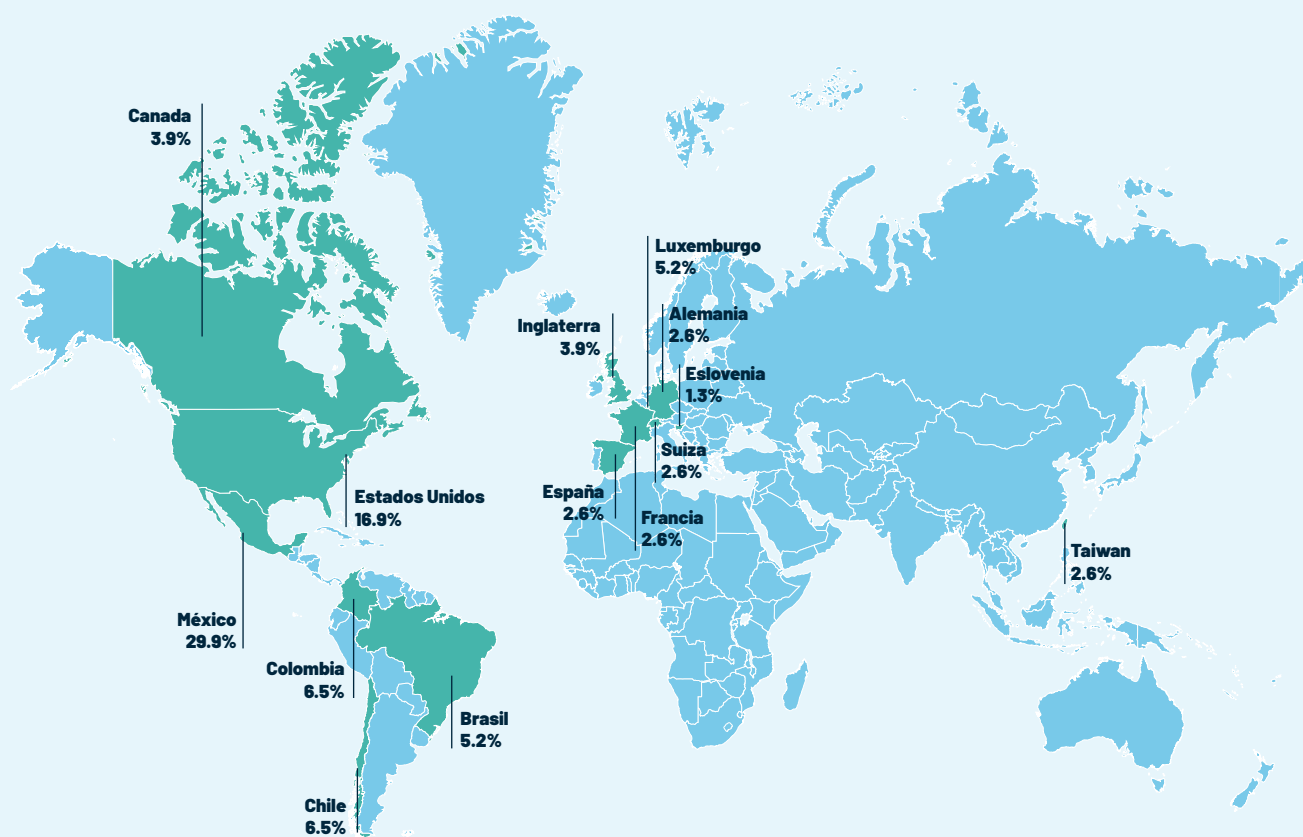 Canada
3.9%
Luxemburgo
5.2%
Alemania
2.6%
Inglaterra
3.9%
Eslovenia
1.3%
Suiza
2.6%
España
2.6%
Estados Unidos
16.9%
Francia
2.6%
Taiwan
2.6%
México
29.9%
Colombia
6.5%
Brasil
5.2%
Chile
6.5%